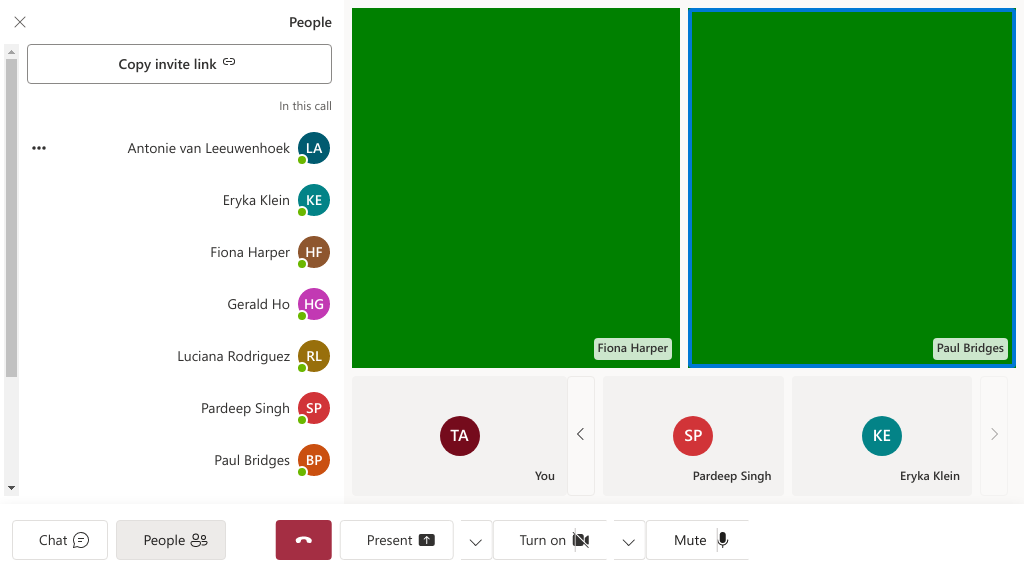 People
Copy invite link
In this call
Antonie van Leeuwenhoek LA
Eryka Klein KE
Fiona Harper HF
Gerald Ho HG
Luciana Rodriguez RL
Pardeep Singh SP
Paul Bridges BP
Fiona Harper
Paul Bridges
TA
You
SP
Pardeep Singh
KE
Eryka Klein
Chat
People
Present
Turn on
Mute